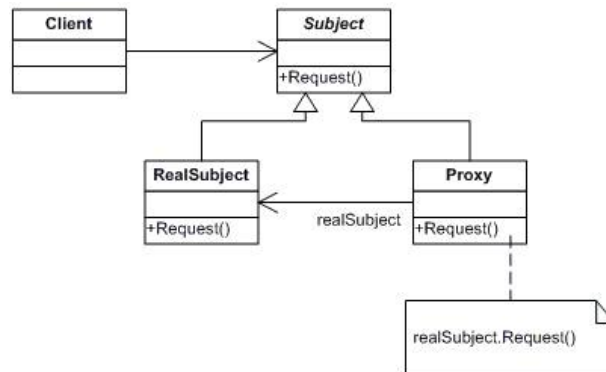 Client
Subject
+Request()
RealSubject
Proxy
+Request()
realSubject
+Request()
realSubject.Request()